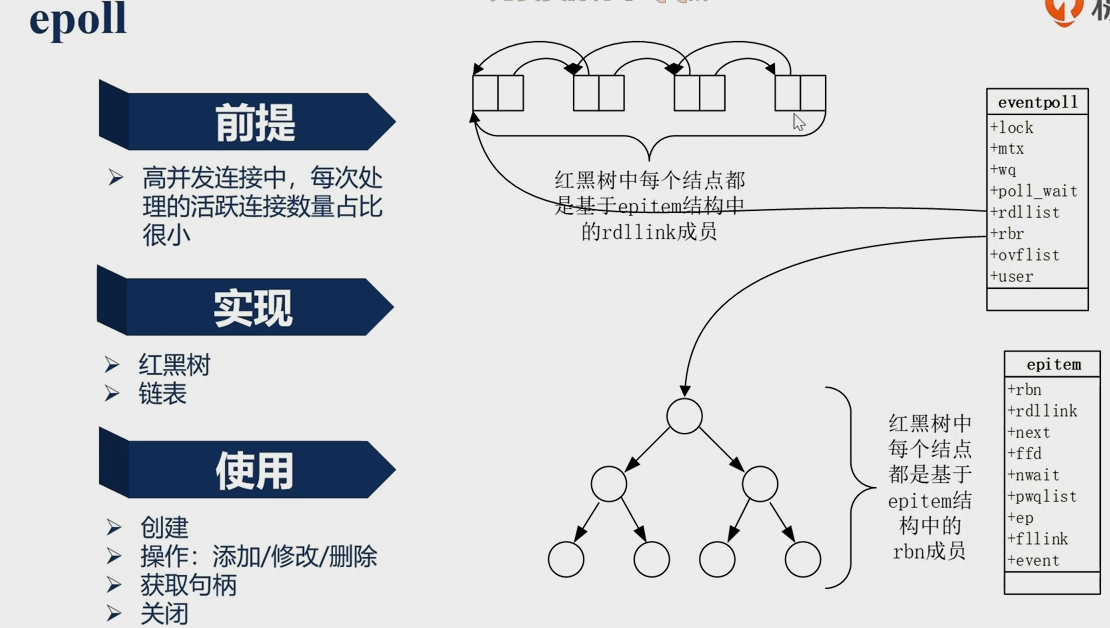 epoll
前提
高并发连接中，每次处
理的活跃连接数量占比
很小
实现
红黑树
链表
使用
创建
操作：添加/修改/删除
获取句柄
关闭
红黑树中每个结点都
是基于epitem结构中
的rdllink成员
eventpoll
+lock
+mtx
+wq
+poll_wait
+rdllist
+rbr
+ovflist
+user
红黑树中
每个结点
都是基于
epitem结
构中的
rbn成员
epitem
+rbn
+rdllink
+next
+ffd
+nwait
+pwqlist
+ep
+fllink
+event